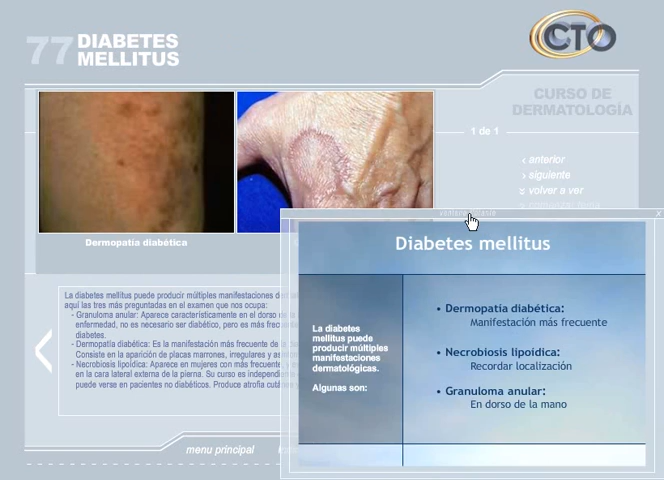 77 DIABETES
MELLITUS
CTO
CURSO DE
DERMATOLOGÍA
1 de 1
anterior
siguiente
volver a ver
Dermopatía diabética
La diabetes mellitus puede producir múltiples manifestaciones
aquí las tres más preguntadas en el examen que nos ocupa:
- Granuloma anular: Aparece característicamente en el dorso
enfermedad, no es necesario ser diabético, pero es más
diabetes.
- Dermopatía diabética: Es la manifestación más frecuente de
Consiste en la aparición de placas marrones, irregulares y
- Necrobiosis lipoídica: Aparece en mujeres con más frecuente,
en la cara lateral externa de la pierna. Su curso es
puede verse en pacientes no diabéticos. Produce atrofia
menu principal
x
Diabetes mellitus
La diabetes
mellitus puede
producir múltiples
manifestaciones
dermatológicas.
Algunas son:
• Dermopatía diabética:
Manifestación más frecuente
• Necrobiosis lipoidica:
Recordar localización
• Granuloma anular:
En dorso de la mano